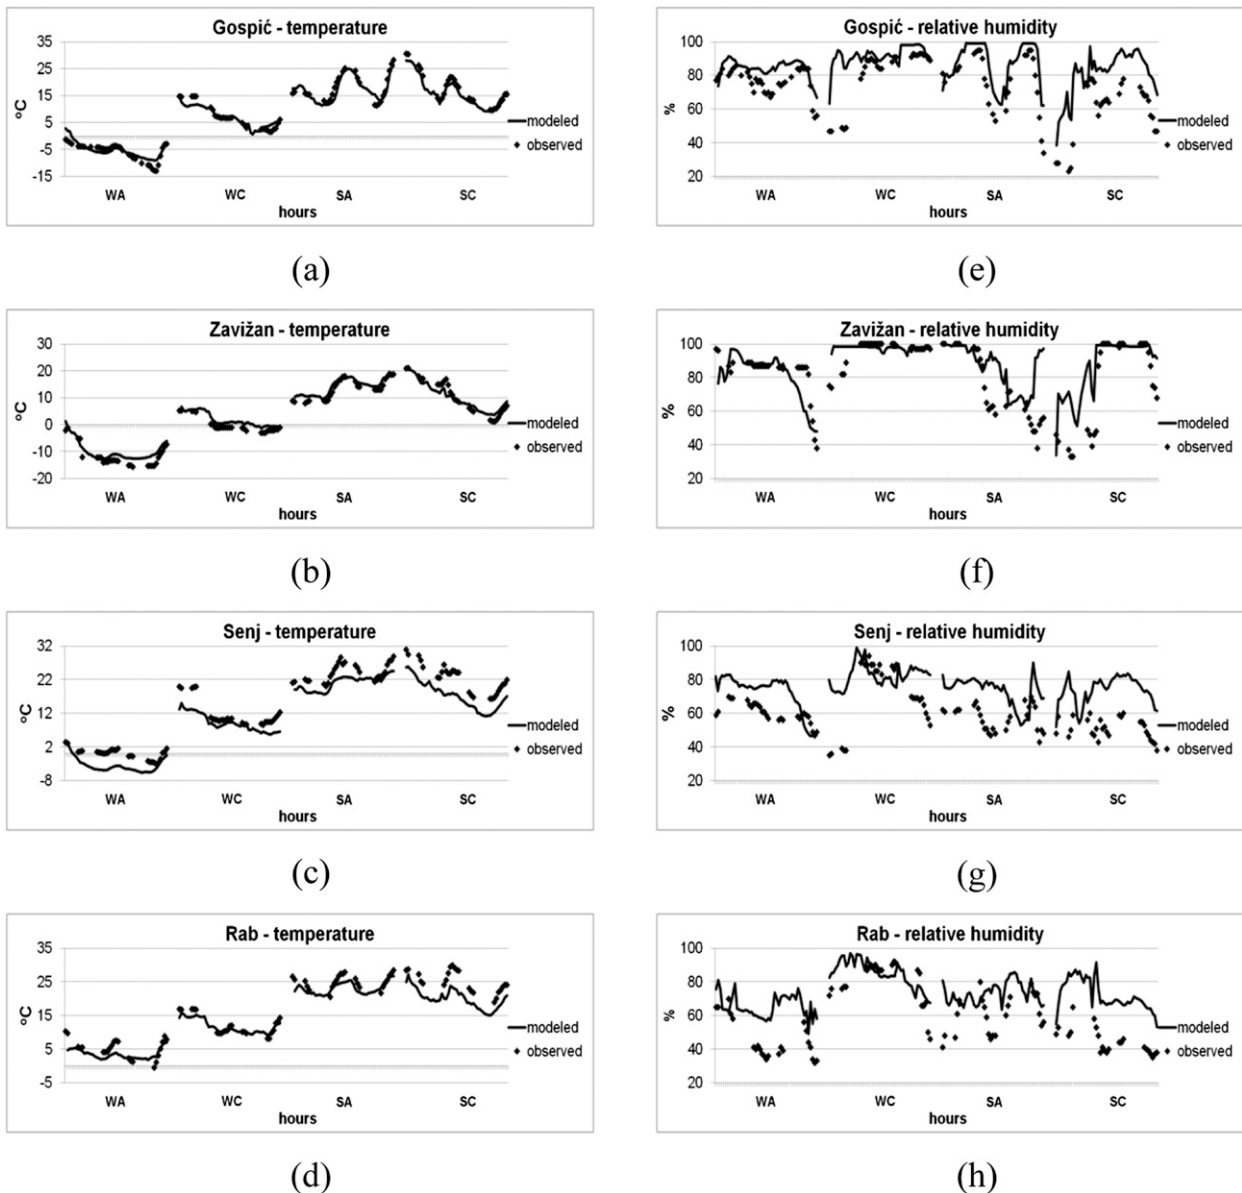 Gospić - temperature
35
25
15
5
-5
-15
°C
WA
WC
SA
SC
hours
modeled
observed
(a)
Gospić - relative humidity
100
80
60
40
20
%
WA
WC
SA
SC
hours
modeled
observed
(e)
Zavižan - temperature
30
20
10
0
-10
-20
°C
WA
WC
SA
SC
hours
modeled
observed
(b)
Zavižan - relative humidity
100
80
60
40
20
%
WA
WC
SA
SC
hours
modeled
observed
(f)
Senj - temperature
32
22
12
2
-8
°C
WA
WC
SA
SC
hours
modeled
observed
(c)
Senj - relative humidity
100
80
60
40
20
%
WA
WC
SA
SC
hours
modeled
observed
(g)
Rab - temperature
35
25
15
5
-5
°C
WA
WC
SA
SC
hours
modeled
observed
(d)
Rab - relative humidity
100
80
60
40
20
%
WA
WC
SA
SC
hours
modeled
observed
(h)